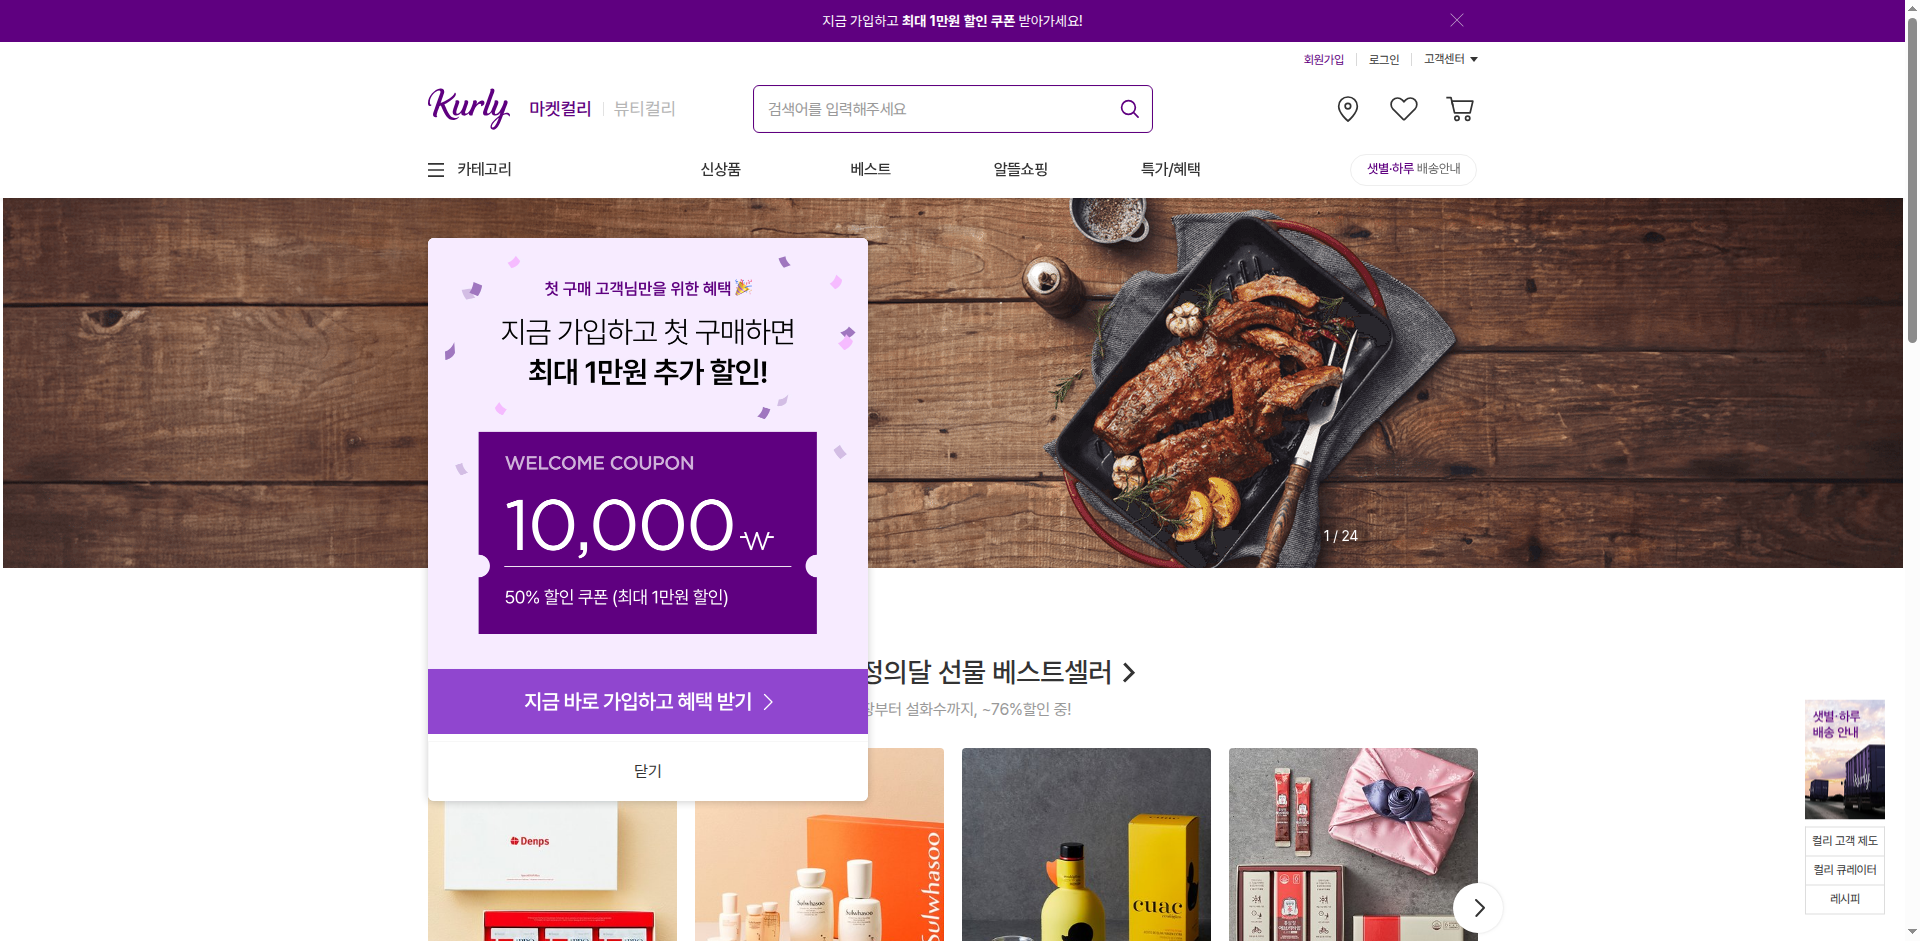 지금 가입하고 최대 1만원 할인 쿠폰 받아가세요!
회원가입
로그인
고객센터
Kurly
마켓컬리
뷰티컬리
검색어를 입력해주세요
카테고리
신상품
베스트
알뜰쇼핑
특가/혜택
샛별·하루 배송안내
첫 구매 고객님만을 위한 혜택
지금 가입하고 첫 구매하면
최대 1만원 추가 할인!
WELCOME COUPON
10,000₩
50% 할인 쿠폰 (최대 1만원 할인)
지금 바로 가입하고 혜택 받기
닫기
1 / 24
정의달 선물 베스트셀러
부터 설화수까지, ~76%할인 중!
Denps
Sulwhasoo
Sulwhasoo
Sulwhasoo
cuac
샛별·하루
배송 안내
Kurly
컬리 고객 제도
컬리 큐레이터
레시피